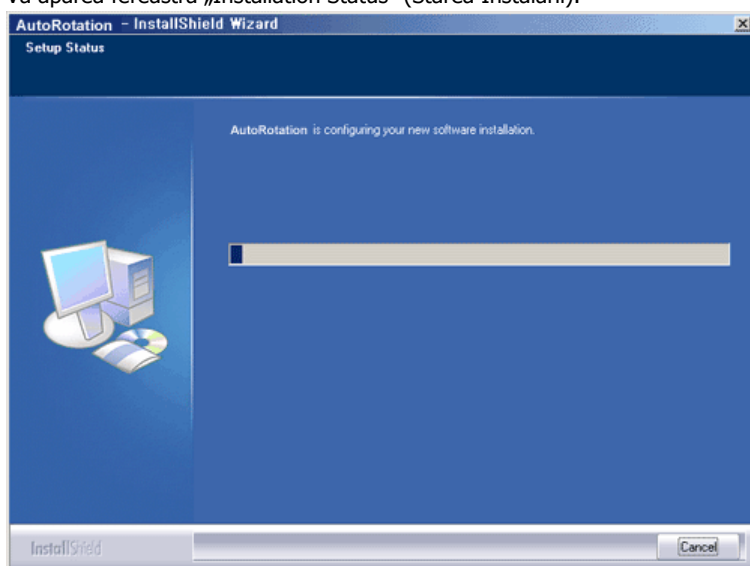 Va apărea fereastra „Installation Status" (Starea Instalării).
AutoRotation - InstallShield Wizard
Setup Status
AutoRotation is configuring your new software installation.
InstallShield
Cancel